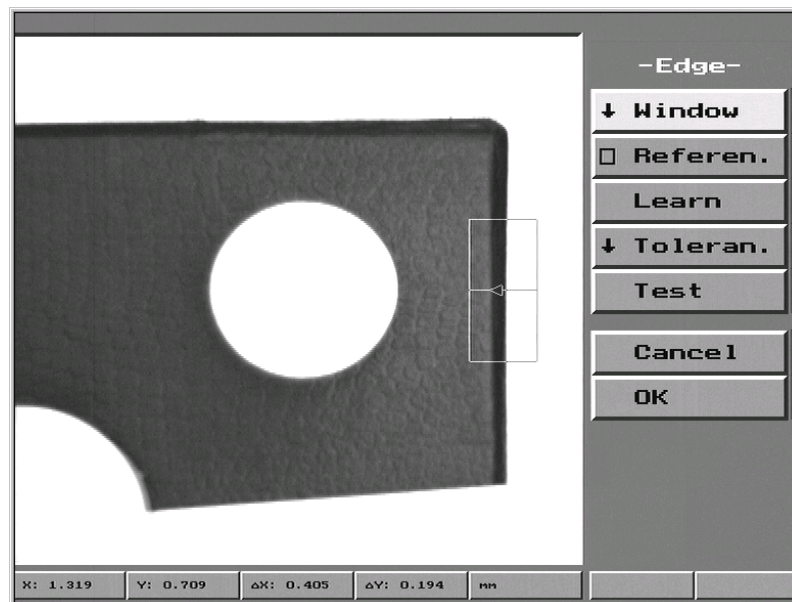 -Edge-
Window
Referen.
Learn
Toleran.
Test
Cancel
OK
X: 1.319 Y: 0.709 ΔX: 0.405 ΔY: 0.194 mm